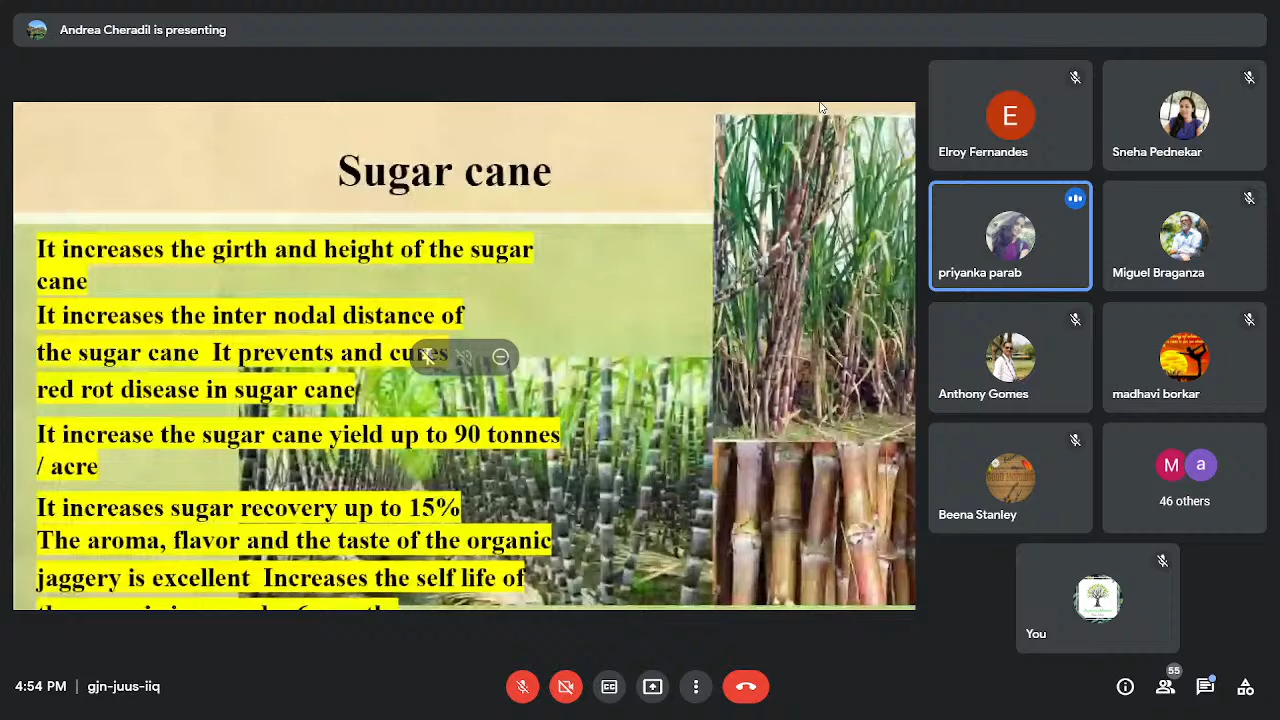 Andrea Cheradil is presenting
Sugar cane
It increases the girth and height of the sugar
cane
It increases the inter nodal distance of
the sugar cane It prevents and cures
red rot disease in sugar cane
It increase the sugar cane yield up to 90 tonnes
/ acre
It increases sugar recovery up to 15%
The aroma, flavor and the taste of the organic
jaggery is excellent Increases the self life of
E
Elroy Fernandes
Sneha Pednekar
priyanka parab
Miguel Braganza
Anthony Gomes
madhavi borkar
Beena Stanley
M a
46 others
You
4:54 PM | gjn-juus-iiq
CC
55